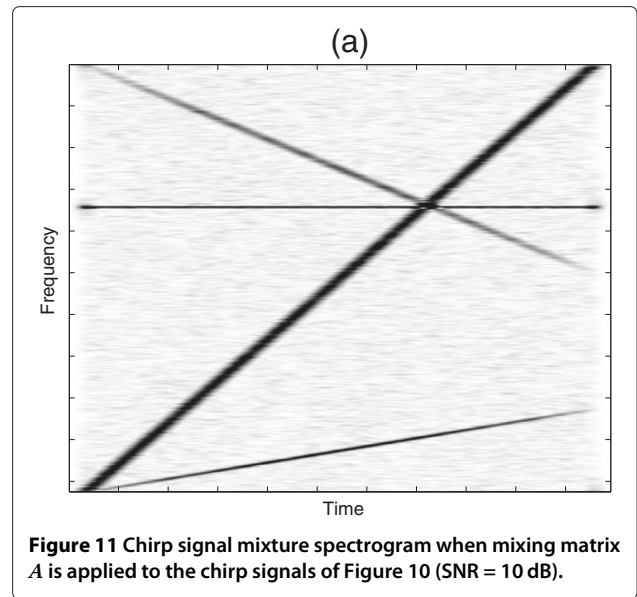 (a)
Frequency
Time
Figure 11 Chirp signal mixture spectrogram when mixing matrix
A is applied to the chirp signals of Figure 10 (SNR = 10 dB).